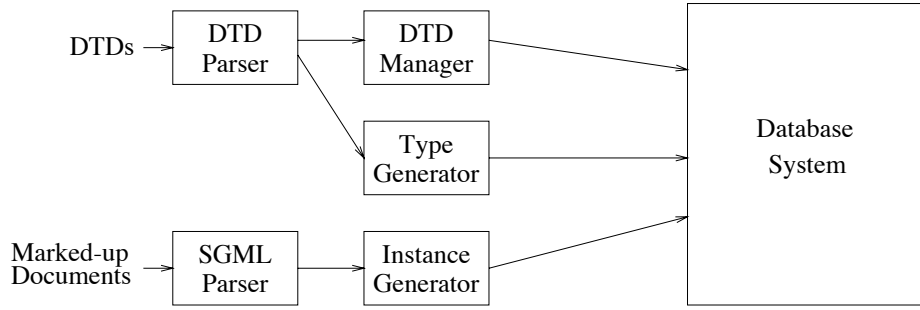 DTDs
DTD
Parser
DTD
Manager
Type
Generator
Database
System
Marked-up
Documents
SGML
Parser
Instance
Generator